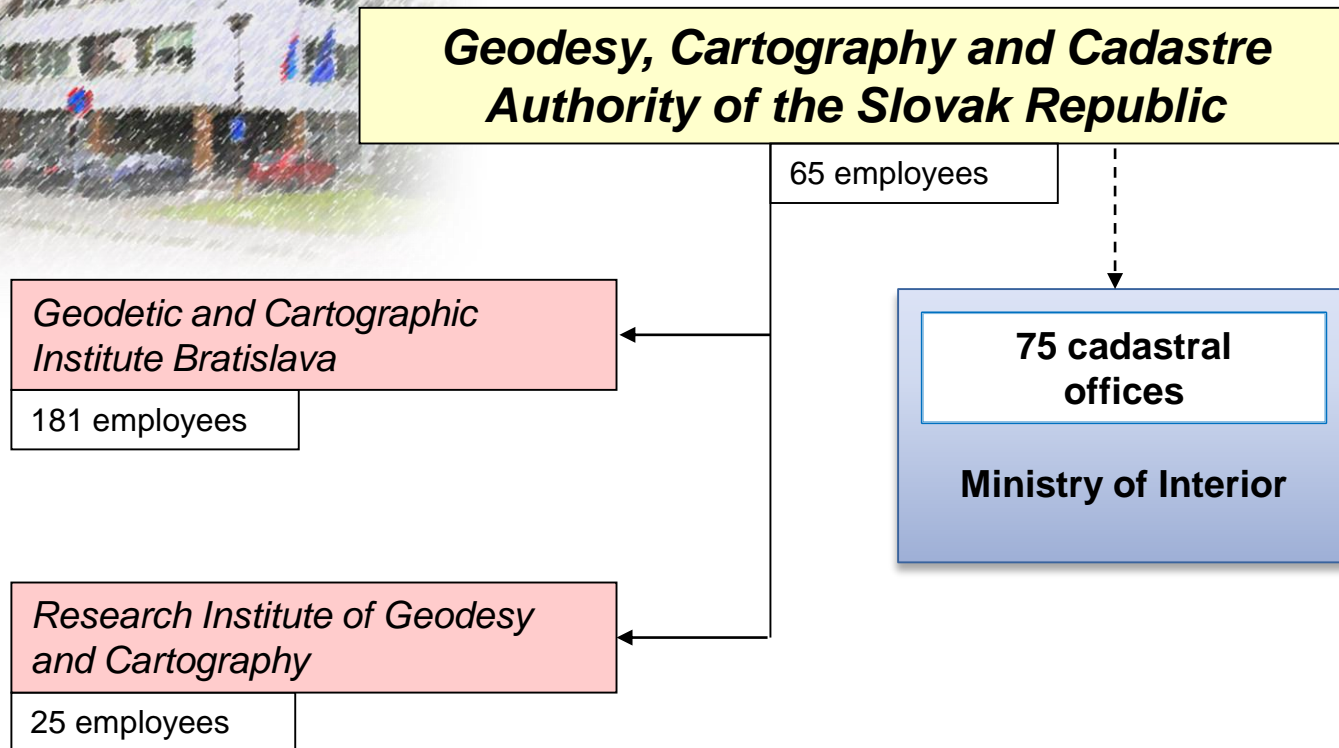 Geodesy, Cartography and Cadastre
Authority of the Slovak Republic
65 employees
Geodetic and Cartographic
Institute Bratislava
181 employees
75 cadastral
offices
Ministry of Interior
Research Institute of Geodesy
and Cartography
25 employees